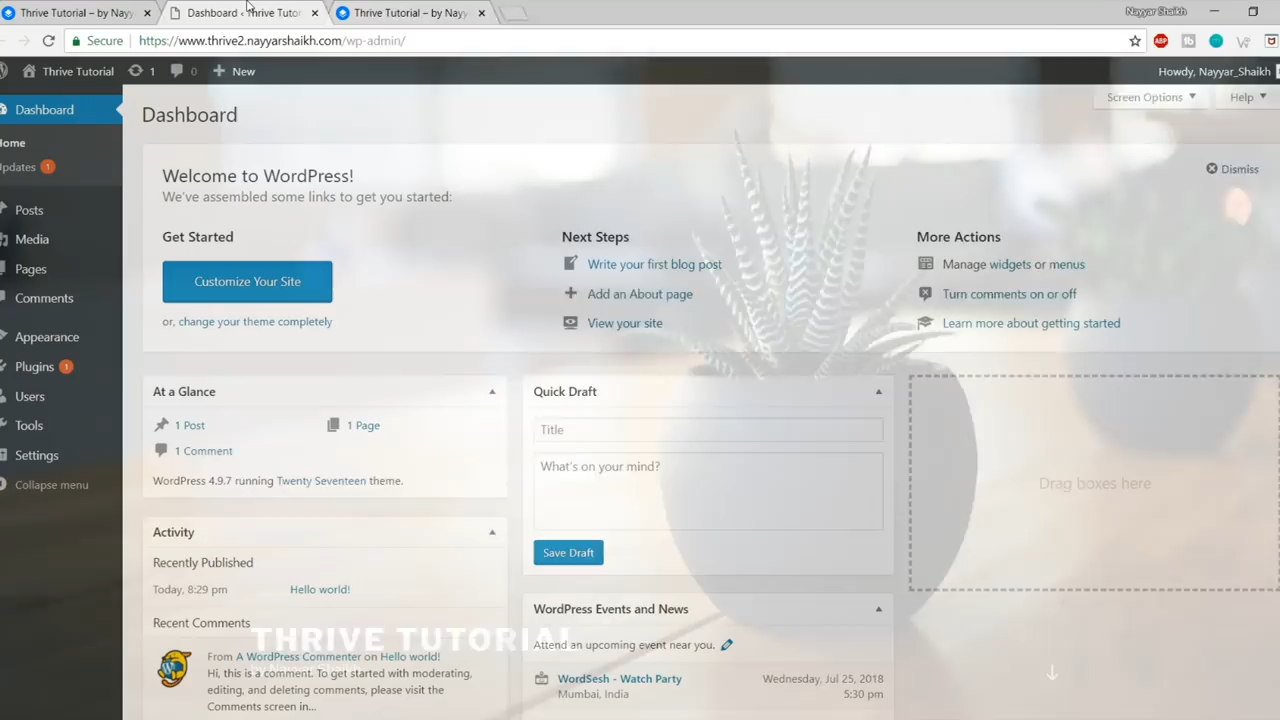 Thrive Tutorial – by Nayy
Dashboard ‹ Thrive Tutor
Thrive Tutorial – by Nayy
Nayyar Shaikh
Secure
https://www.thrive2.nayyarshaikh.com/wp-admin/
ABP
Thrive Tutorial
1
0
New
Howdy, Nayyar_Shaikh
Dashboard
Home
Updates 1
Posts
Media
Pages
Comments
Appearance
Plugins 1
Users
Tools
Settings
Collapse menu
Dashboard
Screen Options
Help
Welcome to WordPress!
We've assembled some links to get you started:
Dismiss
Get Started
Customize Your Site
or, change your theme completely
Next Steps
Write your first blog post
Add an About page
View your site
More Actions
Manage widgets or menus
Turn comments on or off
Learn more about getting started
At a Glance
1 Post
1 Page
1 Comment
WordPress 4.9.7 running Twenty Seventeen theme.
Activity
Recently Published
Today, 8:29 pm
Hello world!
Recent Comments
From A WordPress Commenter on Hello world!
Hi, this is a comment. To get started with moderating,
editing, and deleting comments, please visit the
Comments screen in...
THRIVE TUTORIAL
Quick Draft
Title
What's on your mind?
Save Draft
WordPress Events and News
Attend an upcoming event near you.
WordSesh - Watch Party
Mumbai, India
Wednesday, Jul 25, 2018
5:30 pm
Drag boxes here